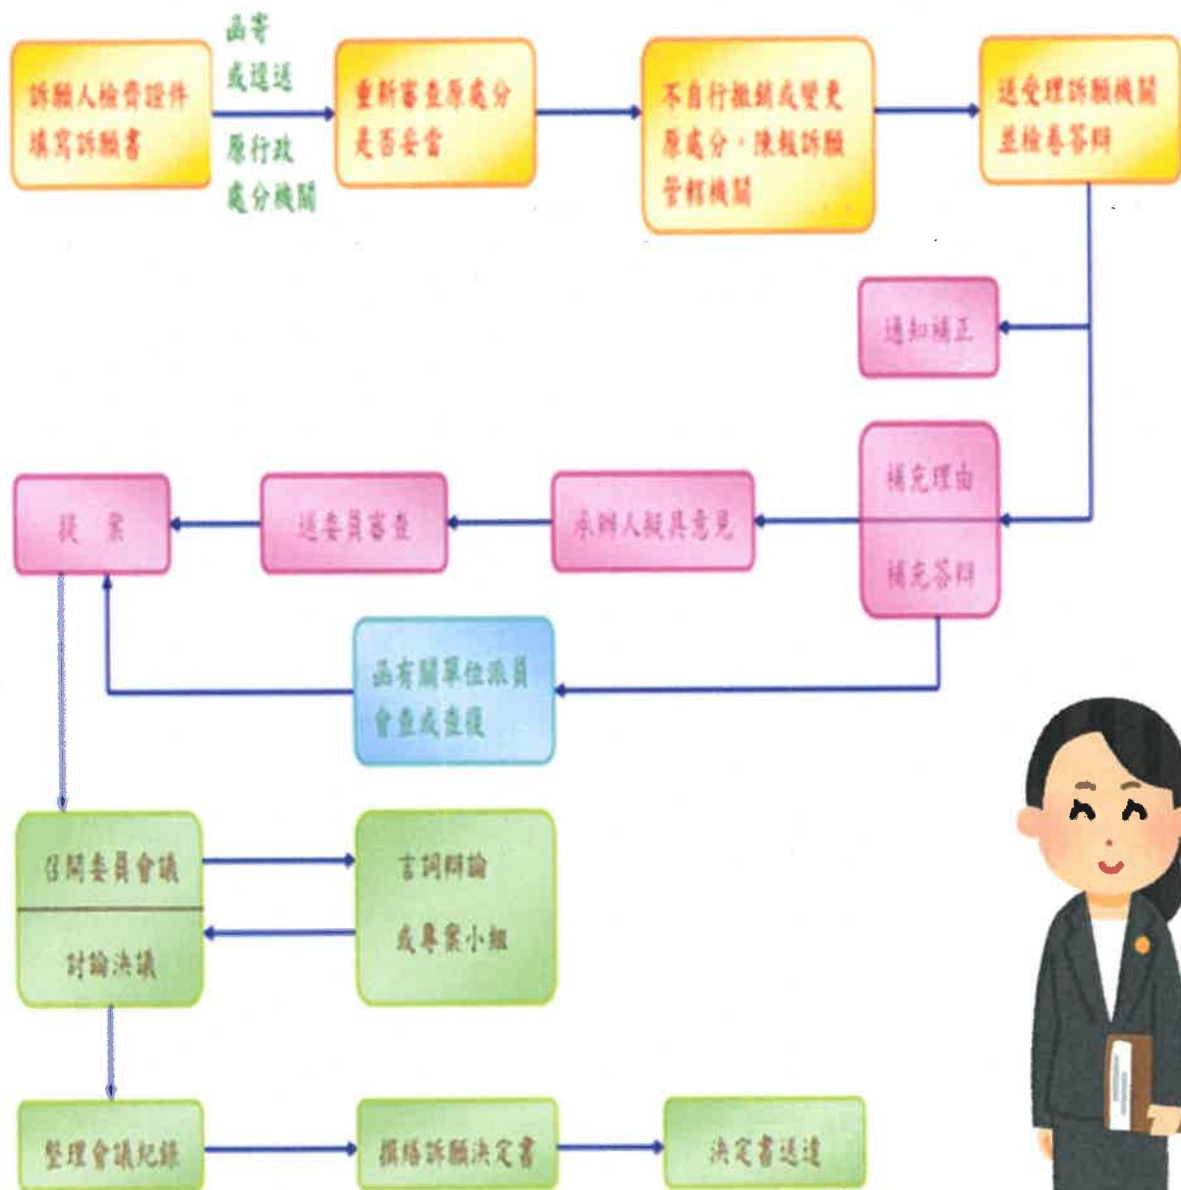 訴願人檢齊證件
填寫訴願書
函寄
或遞送
原行政
處分機關
重新審查原處分
是否妥當
不自行撤銷或變更
原處分,陳報訴願
管轄機關
送受理訴願機關
並檢卷答辯
通知補正
補充理由
補充答辯
承辦人擬具意見
送委員審查
提 案
函有關單位派員
會查或查復
召開委員會議
討論決議
言詞辯論
或專案小組
整理會議紀錄
撰繕訴願決定書
決定書送達